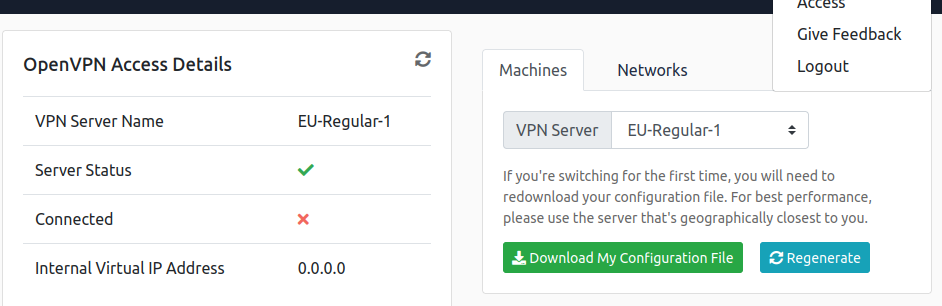 Access
Give Feedback
Logout
OpenVPN Access Details
VPN Server Name EU-Regular-1
Server Status
Connected
Internal Virtual IP Address 0.0.0.0
Machines Networks
VPN Server EU-Regular-1
If you're switching for the first time, you will need to
redownload your configuration file. For best performance,
please use the server that's geographically closest to you.
Download My Configuration File Regenerate